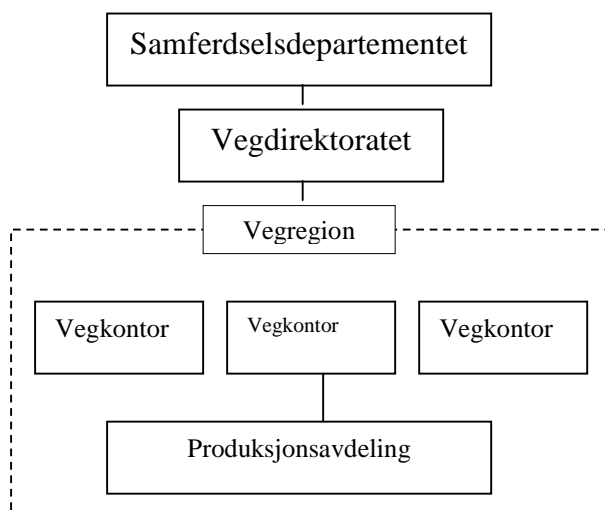 Samferdselsdepartementet
Vegdirektoratet
Vegregion
Vegkontor
Vegkontor
Vegkontor
Produksjonsavdeling